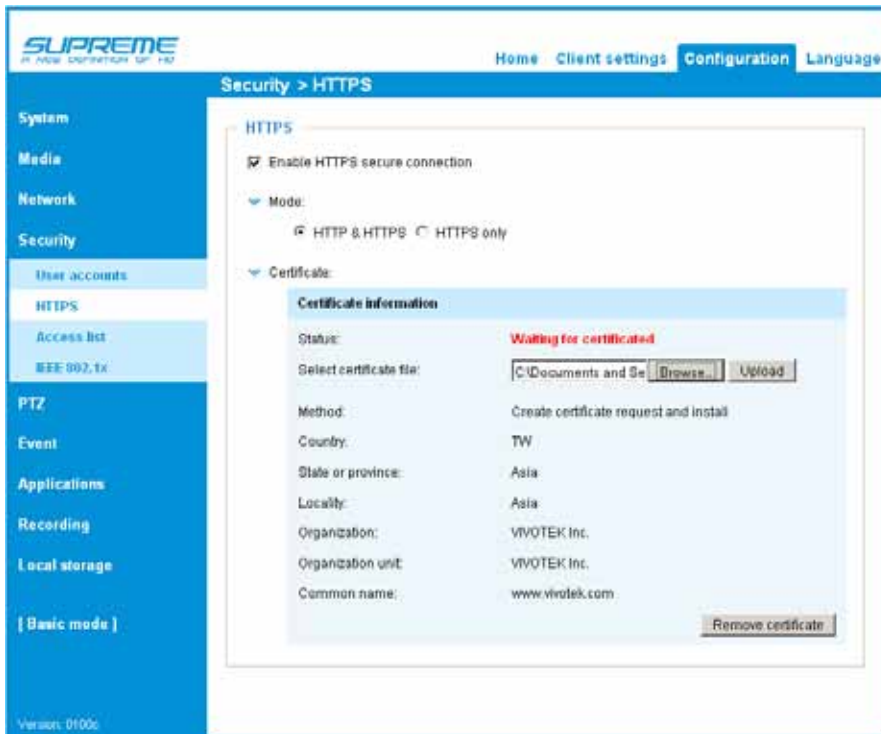 SUPREME
A NEW DEFINITION OF HD
Home Client settings Configuration Language
Security > HTTPS
System
Media
Network
Security
User accounts
HTTPS
Access list
IEEE 802.1x
PTZ
Event
Applications
Recording
Local storage
[ Basic mode ]
Version: 0100c
HTTPS
Enable HTTPS secure connection
Mode:
HTTP & HTTPS HTTPS only
Certificate:
Certificate information
Status: Waiting for certificated
Select certificate file: C:\Documents and Se Browse... Upload
Method: Create certificate request and install
Country: TW
State or province: Asia
Locality: Asia
Organization: VIVOTEK Inc.
Organization unit: VIVOTEK Inc.
Common name: www.vivotek.com
Remove certificate